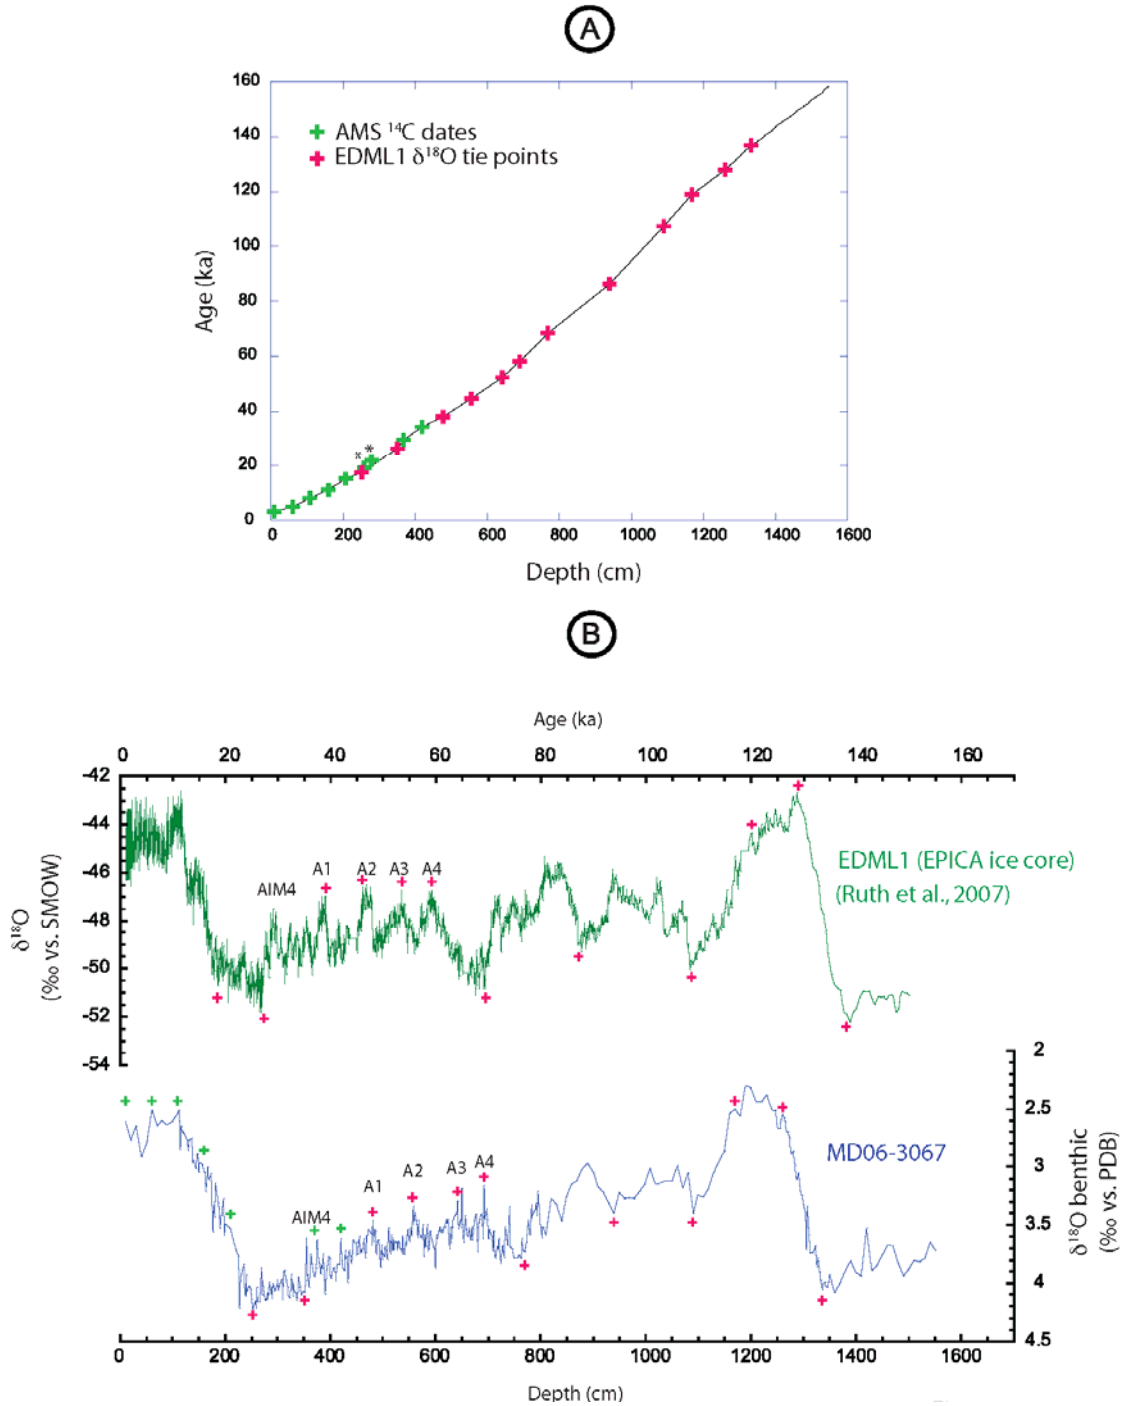 A
160
140
120
100
80
60
40
20
0
Age (ka)
AMS ¹⁴C dates
EDML1 δ¹⁸O tie points
* *
0 200 400 600 800 1000 1200 1400 1600
Depth (cm)
B
Age (ka)
0 20 40 60 80 100 120 140 160
-42
-44
-46
-48
-50
-52
-54
δ¹⁸O
(‰ vs. SMOW)
AIM4 A1 A2 A3 A4
EDML1 (EPICA ice core)
(Ruth et al., 2007)
2
2.5
3
3.5
4
4.5
δ¹⁸O benthic
(‰ vs. PDB)
MD06-3067
AIM4 A1 A2 A3 A4
0 200 400 600 800 1000 1200 1400 1600
Depth (cm)